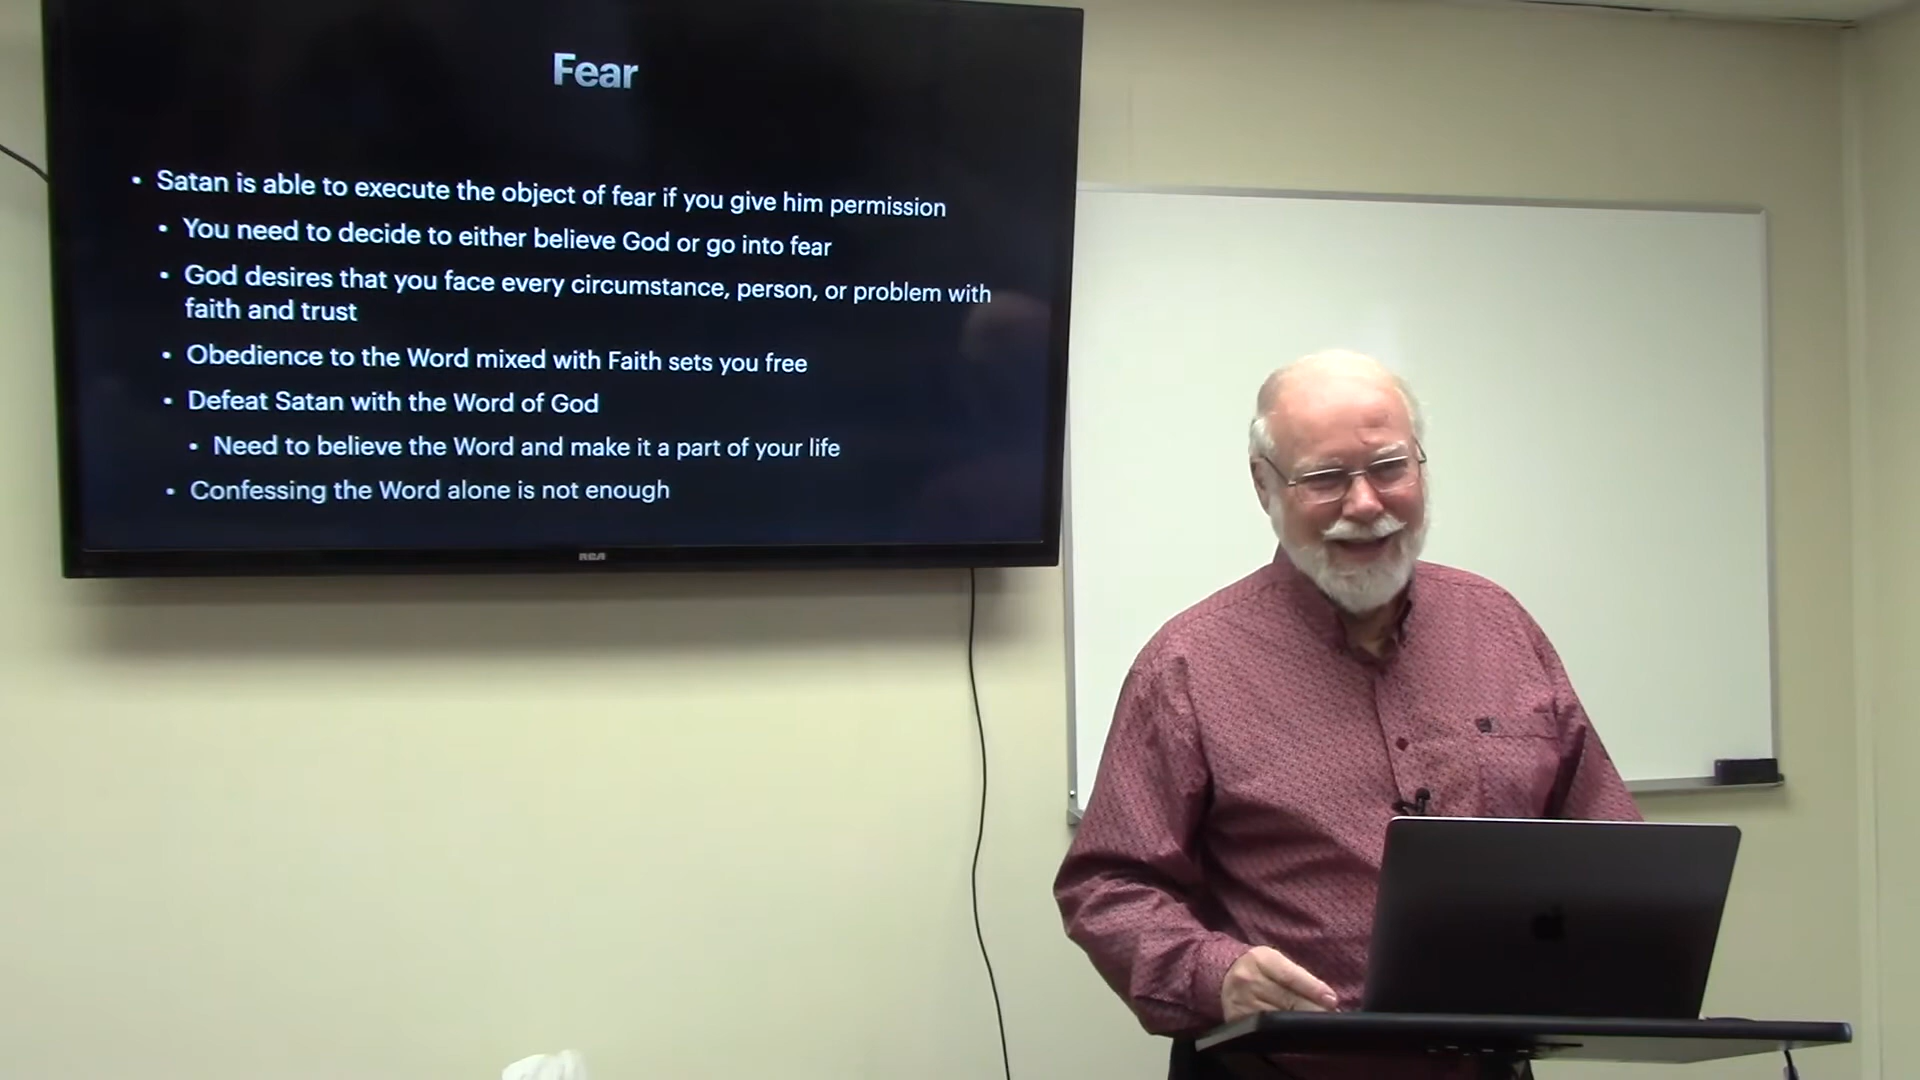 Fear
• Satan is able to execute the object of fear if you give him permission
• You need to decide to either believe God or go into fear
• God desires that you face every circumstance, person, or problem with
faith and trust
• Obedience to the Word mixed with Faith sets you free
• Defeat Satan with the Word of God
• Need to believe the Word and make it a part of your life
• Confessing the Word alone is not enough
RCA